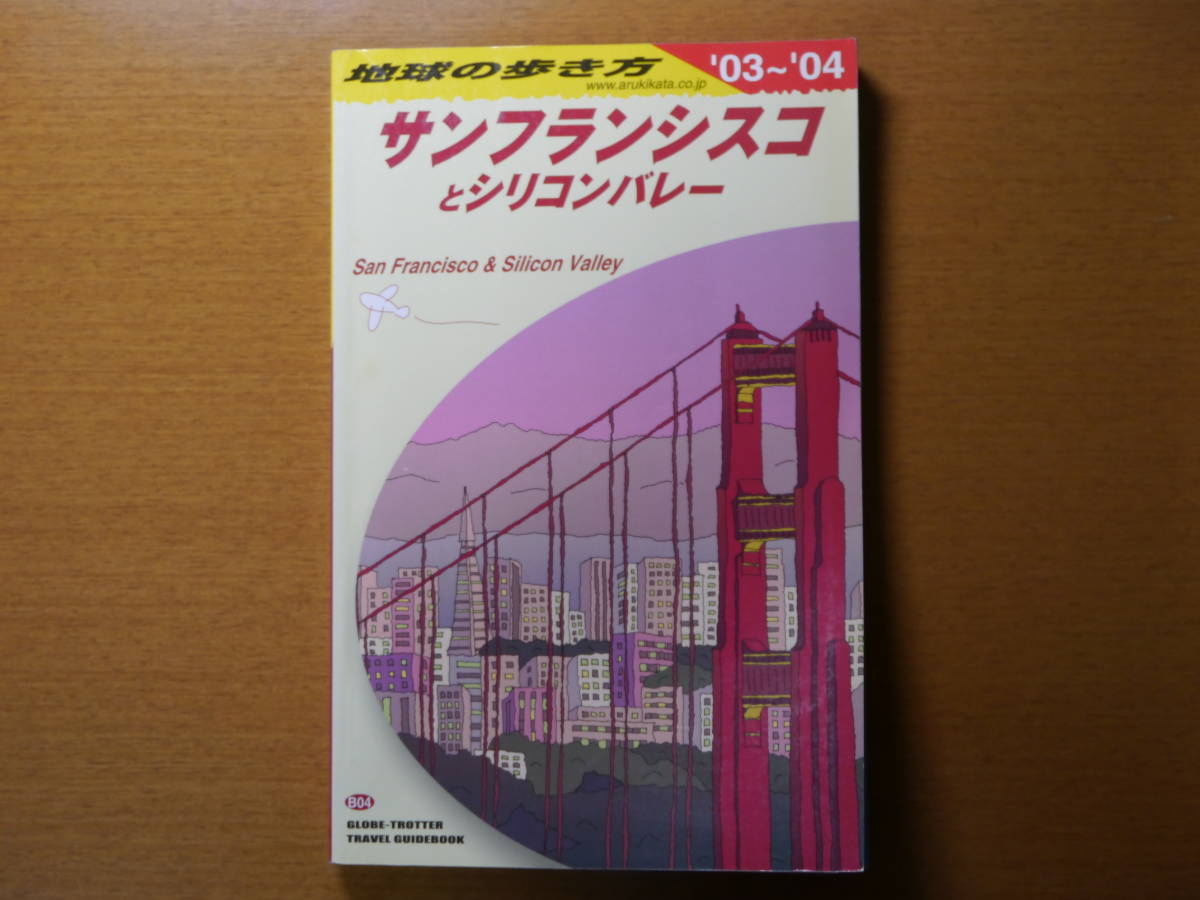 地球の歩き方
www.arukikata.co.jp
'03~'04
サンフランシスコ
とシリコンバレー
San Francisco & Silicon Valley
B04
GLOBE-TROTTER
TRAVEL GUIDEBOOK